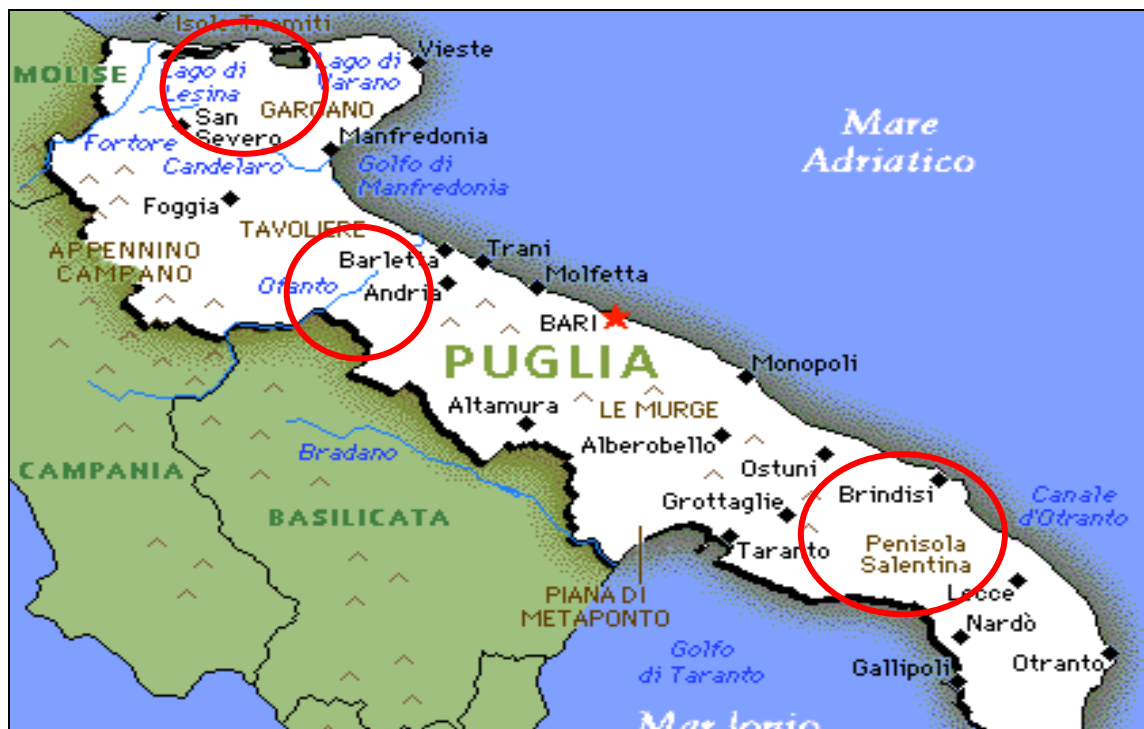 Isole Tremiti
Vieste
MOLISE
Lago di
Lesina
Lago di
Varano
GARGANO
San
Severo
Fortore
Manfredonia
Candelaro
Golfo di
Manfredonia
Mare
Adriatico
Foggia
TAVOLIERE
APPENNINO
CAMPANO
Ofanto
Barletta
Trani
Andria
Molfetta
BARI
PUGLIA
Monopoli
Altamura
LE MURGE
Alberobello
Bradano
CAMPANIA
Ostuni
BASILICATA
Grottaglie
Brindisi
Canale
d'Otranto
Taranto
Penisola
Salentina
PIANA DI
METAPONTO
Lecce
Nardò
Golfo
di Taranto
Gallipoli
Otranto
Mar Ionio